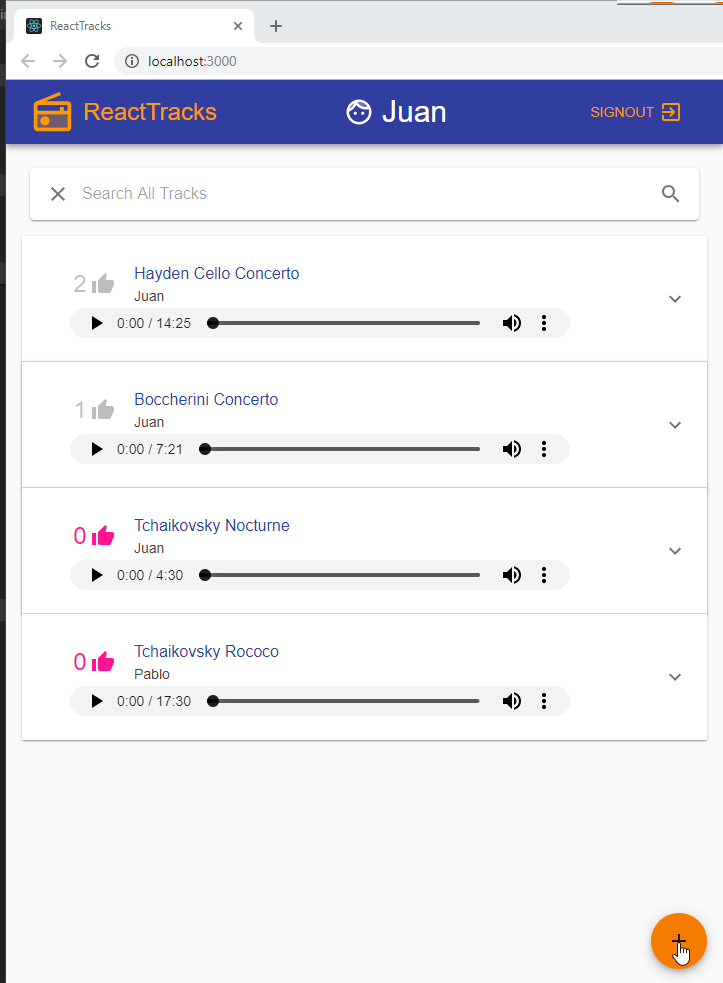 ReactTracks
localhost:3000
ReactTracks Juan SIGNOUT
Search All Tracks
Hayden Cello Concerto
2
Juan
0:00 / 14:25
Boccherini Concerto
1
Juan
0:00 / 7:21
Tchaikovsky Nocturne
0
Juan
0:00 / 4:30
Tchaikovsky Rococo
0
Pablo
0:00 / 17:30